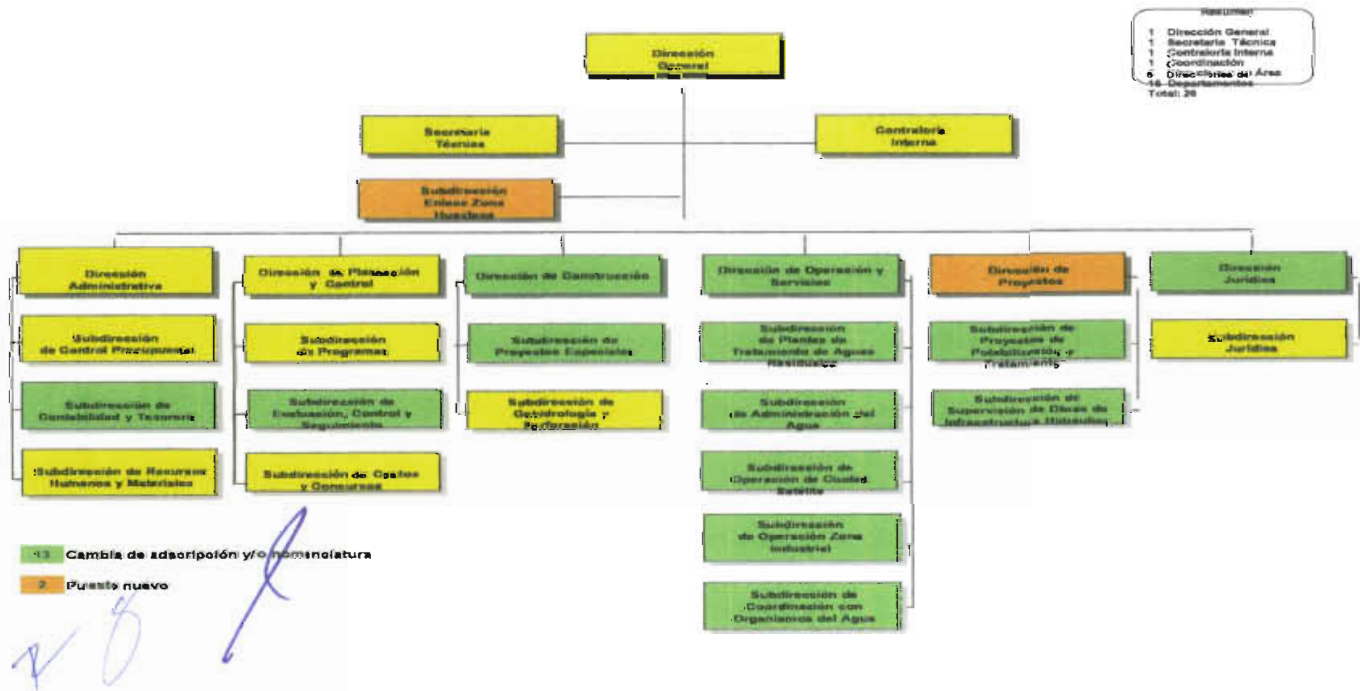 Resumen
1 Dirección General
1 Secretaría Técnica
1 Contraloría Interna
1 Coordinación
6 Direcciones de Área
16 Departamentos
Total: 26
Dirección
General
Secretaría
Técnica
Contraloría
Interna
Subdirección
Enlace Zona
Huasteca
Dirección
Administrativa
Subdirección
de Control Presupuestal
Subdirección de
Contabilidad y Tesorería
Subdirección de Recursos
Humanos y Materiales
Dirección de Planeación
y Control
Subdirección
de Programas
Subdirección de
Evaluación, Control y
Seguimiento
Subdirección de Costos
y Concursos
Dirección de Construcción
Subdirección de
Proyectos Especiales
Subdirección de
Geohidrología y
Perforación
Dirección de Operación y
Servicios
Subdirección
de Plantas de
Tratamiento de Aguas
Residuales
Subdirección
de Administración del
Agua
Subdirección de
Operación de Ciudad
Satélite
Subdirección
de Operación Zona
Industrial
Subdirección de
Coordinación con
Organismos del Agua
Dirección de
Proyectos
Subdirección de
Proyectos de
Potabilización y
Tratamiento
Subdirección de
Supervisión de Obras de
Infraestructura Hidráulica
Dirección
Jurídica
Subdirección
Jurídica
13 Cambia de adscripción y/o nomenclatura
2 Puesto nuevo